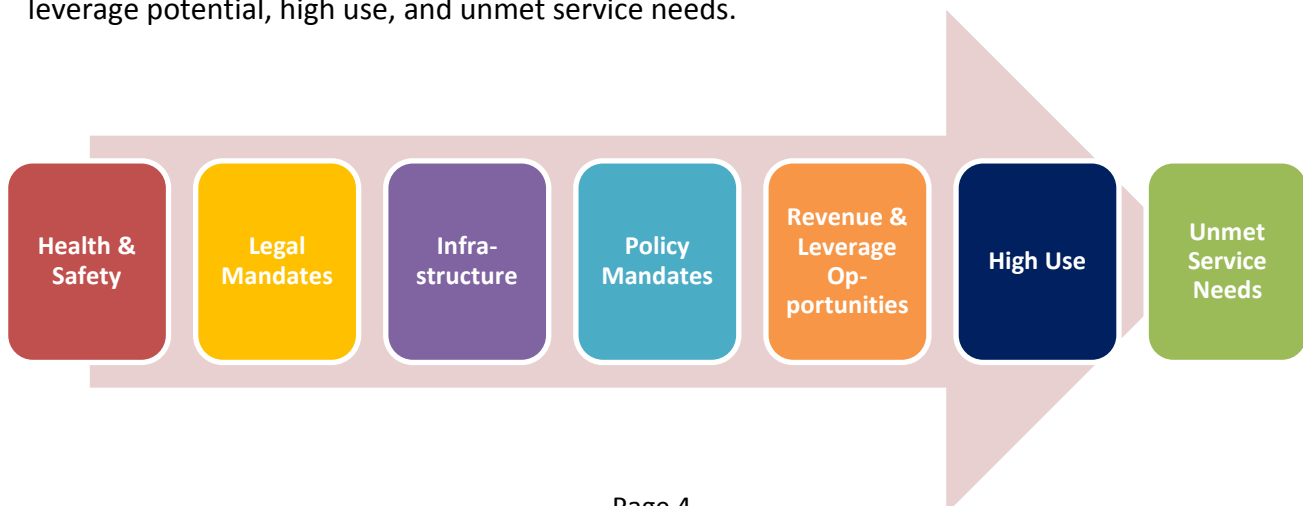 leverage potential, high use, and unmet service needs.
Health &
Safety
Legal
Mandates
Infra-
structure
Policy
Mandates
Revenue &
Leverage
Op-
portunities
High Use
Unmet
Service
Needs
Page 4